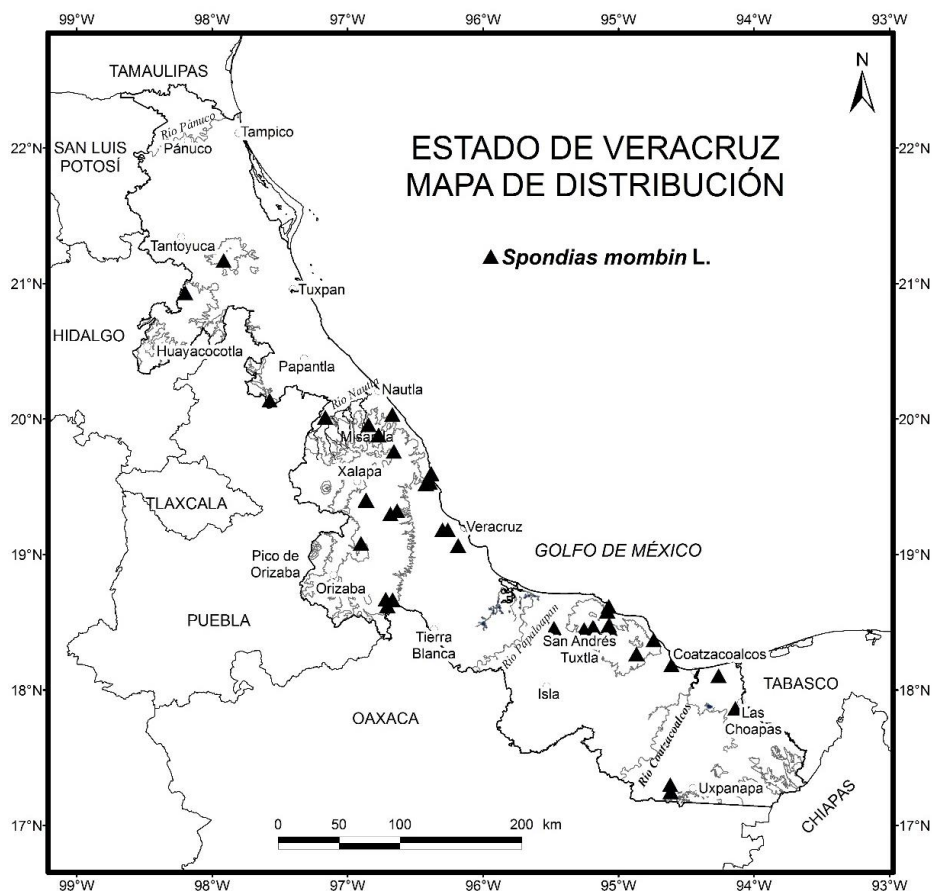 99°W 98°W 97°W 96°W 95°W 94°W 93°W
N
TAMAULIPAS
Río Pánuco
Tampico
Pánuco
22°N
22°N
SAN LUIS
POTOSÍ
ESTADO DE VERACRUZ
MAPA DE DISTRIBUCIÓN
Spondias mombin L.
Tantoyuca
21°N
21°N
Tuxpan
HIDALGO
Huayacocotla
Papantla
Río Nautla
Nautla
20°N
20°N
Misantla
Xalapa
TLAXCALA
Veracruz
19°N
19°N
GOLFO DE MÉXICO
Pico de
Orizaba
Orizaba
PUEBLA
Río Papaloapan
Tierra
Blanca
San Andrés
Tuxtla
Coatzacoalcos
TABASCO
18°N
18°N
Isla
OAXACA
Las
Choapas
Río Coatzacoalcos
Uxpanapa
CHIAPAS
17°N
17°N
0 50 100 200 km
99°W 98°W 97°W 96°W 95°W 94°W 93°W